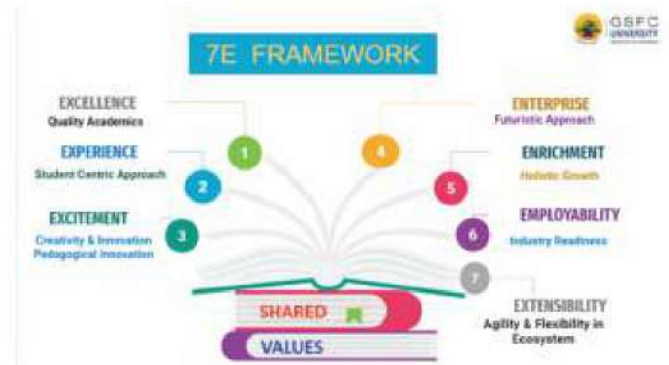 GSFC
UNIVERSITY
7E FRAMEWORK
EXCELLENCE
Quality Academics
1
EXPERIENCE
Student Centric Approach
2
EXCITEMENT
Creativity & Innovation
Pedagogical Innovation
3
ENTERPRISE
Futuristic Approach
4
ENRICHMENT
Holistic Growth
5
EMPLOYABILITY
Industry Readiness
6
7
EXTENSIBILITY
Agility & Flexibility in
Ecosystem
SHARED
VALUES